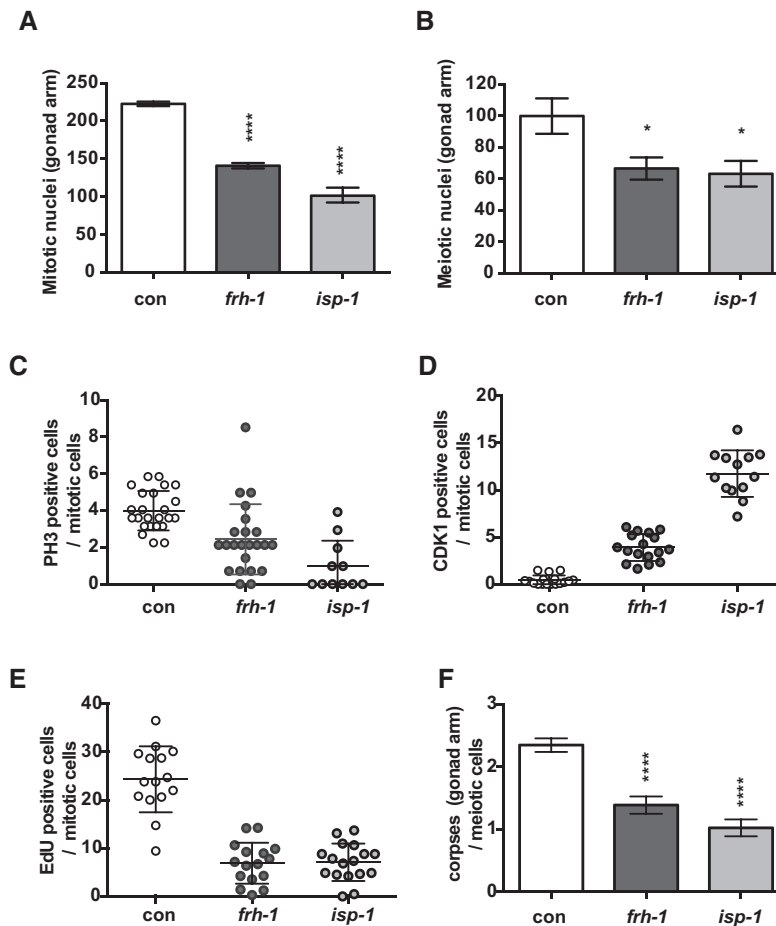 A
Mitotic nuclei (gonad arm)
250
200
150
100
50
0
****
****
con
frh-1
isp-1
B
Meiotic nuclei (gonad arm)
120
100
80
60
40
20
0
*
*
con
frh-1
isp-1
C
PH3 positive cells
/ mitotic cells
10
8
6
4
2
0
con
frh-1
isp-1
D
CDK1 positive cells
/ mitotic cells
20
15
10
5
0
con
frh-1
isp-1
E
EdU positive cells
/ mitotic cells
40
30
20
10
0
con
frh-1
isp-1
F
corpses (gonad arm)
/ meiotic cells
3
2
1
0
****
****
con
frh-1
isp-1